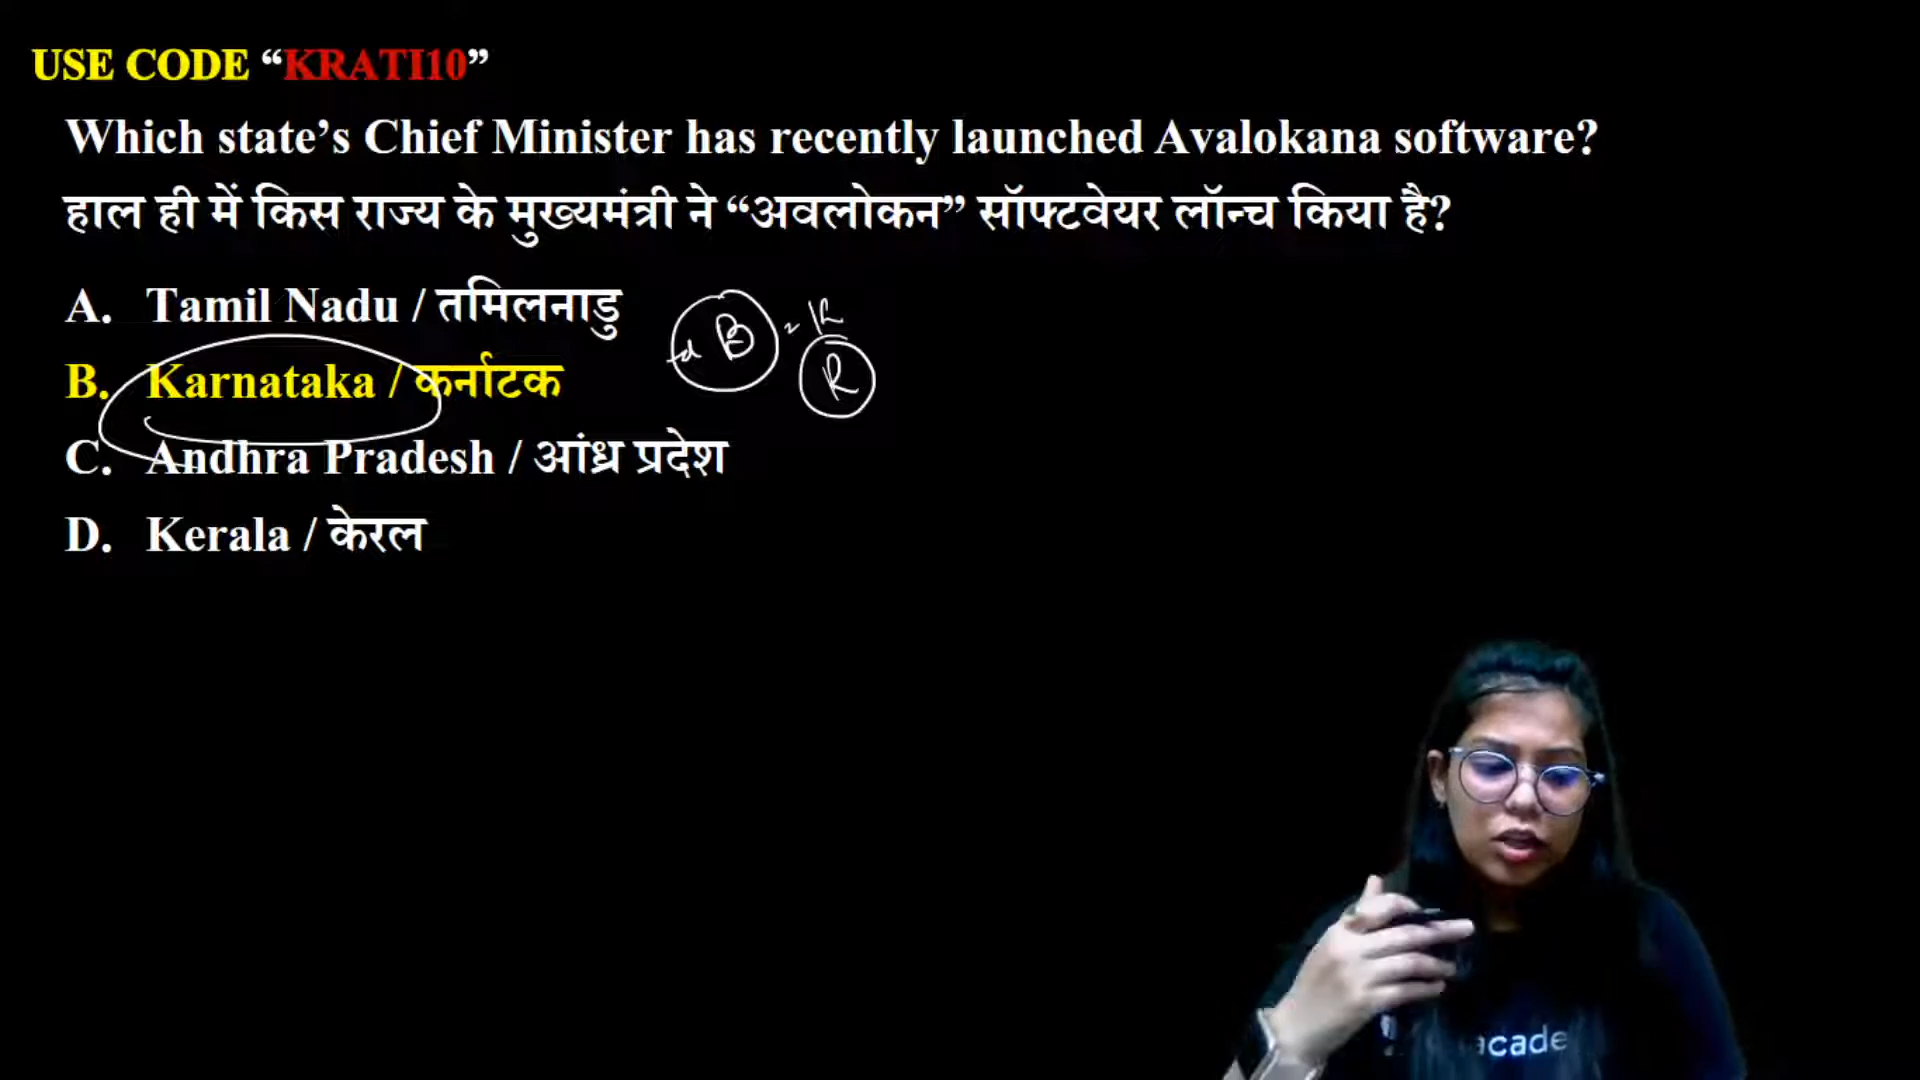 USE CODE “KRATI10”
Which state’s Chief Minister has recently launched Avalokana software?
हाल ही में किस राज्य के मुख्यमंत्री ने “अवलोकन” सॉफ्टवेयर लॉन्च किया है?
A. Tamil Nadu / तमिलनाडु
B. Karnataka / कर्नाटक
C. Andhra Pradesh / आंध्र प्रदेश
D. Kerala / केरल
B
R
acade